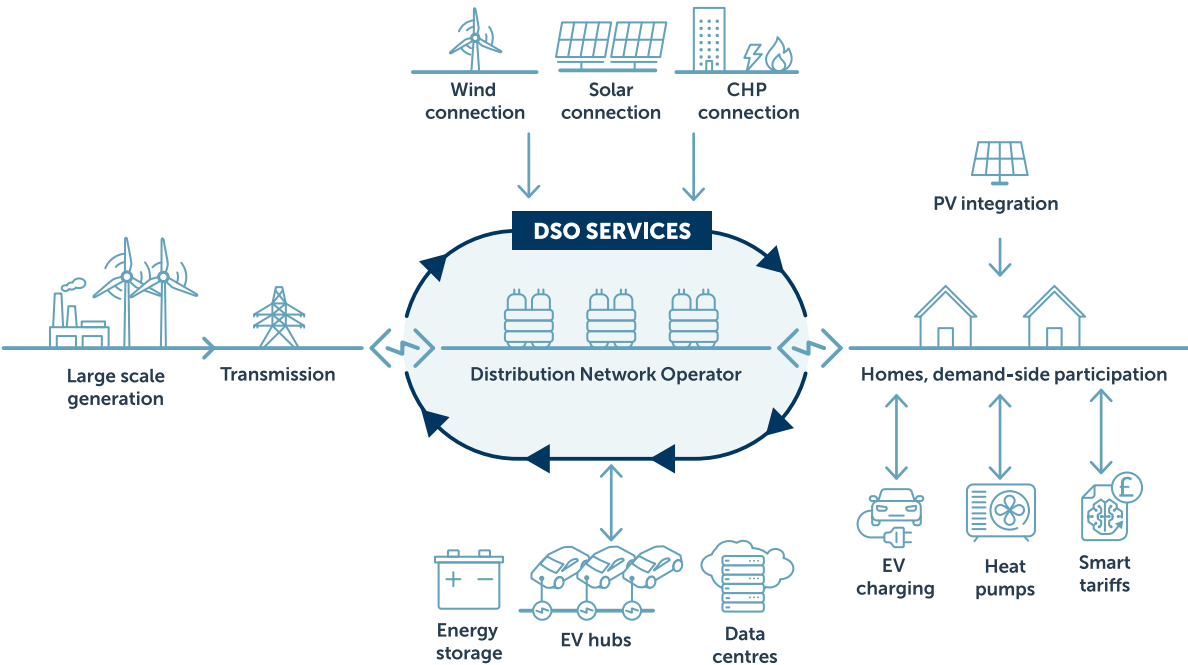 Wind
connection
Solar
connection
CHP
connection
PV integration
DSO SERVICES
Large scale
generation
Transmission
Distribution Network Operator
Homes, demand-side participation
£
EV
charging
Heat
pumps
Smart
tariffs
Energy
storage
EV hubs
Data
centres